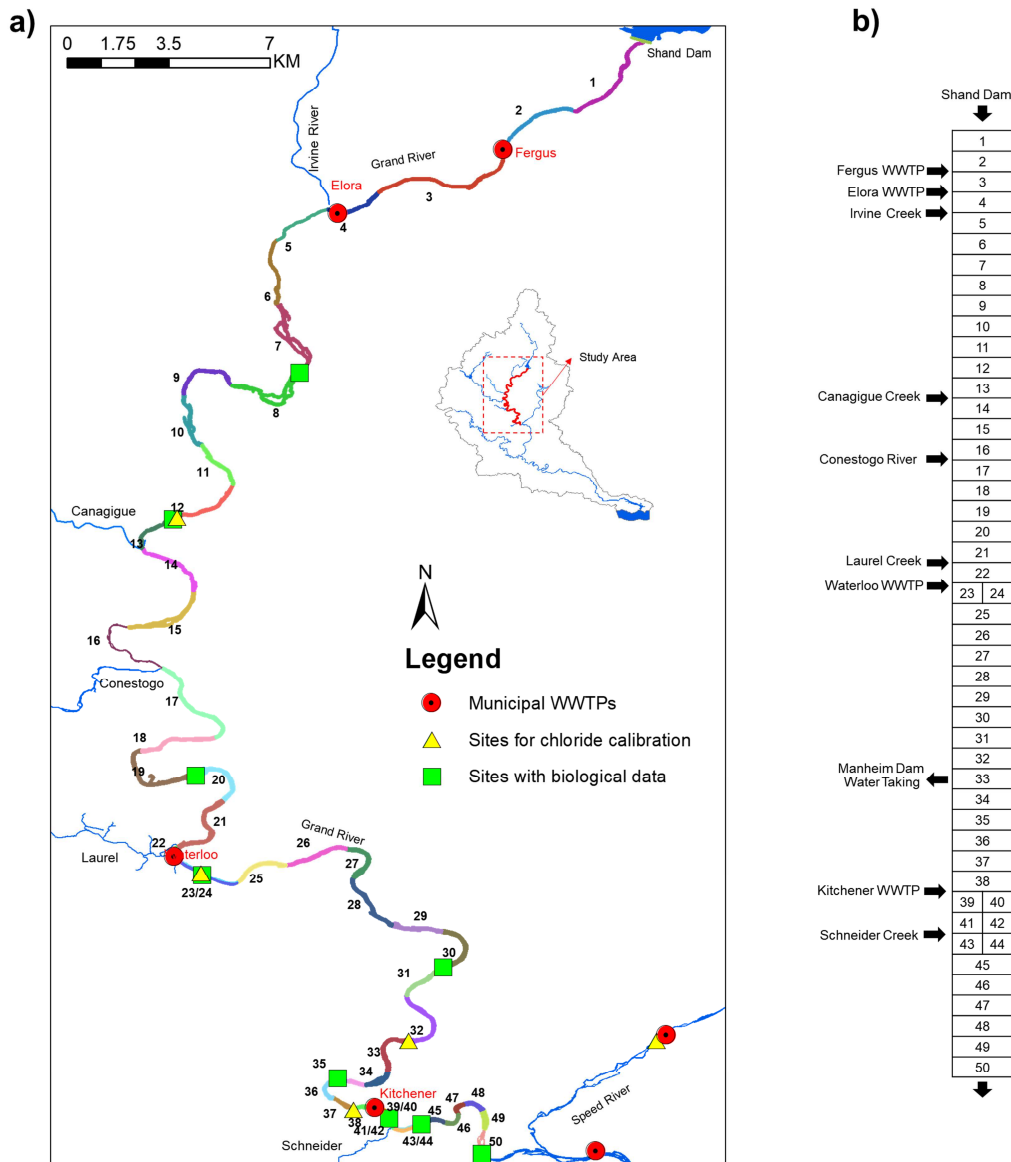 a)
0 1.75 3.5 7
KM
Shand Dam
1
2
Irvine River
Grand River
Fergus
Elora
3
4
5
6
7
8
9
10
11
Study Area
12
Canagigue
13
14
15
16
N
Legend
Municipal WWTPs
Sites for chloride calibration
Sites with biological data
Conestogo
17
18
19
20
21
22
Laurel
terloo
23/24
25
26
Grand River
27
28
29
30
31
32
33
34
35
36
37
38
Kitchener
39/40
41/42
43/44
45
46
47
48
49
50
Schneider
Speed River
b)
Shand Dam
1
2
Fergus WWTP
3
Elora WWTP
4
Irvine Creek
5
6
7
8
9
10
11
12
13
Canagigue Creek
14
15
16
Conestogo River
17
18
19
20
21
Laurel Creek
22
Waterloo WWTP
23 24
25
26
27
28
29
30
31
32
Manheim Dam
Water Taking
33
34
35
36
37
38
Kitchener WWTP
39 40
41 42
Schneider Creek
43 44
45
46
47
48
49
50